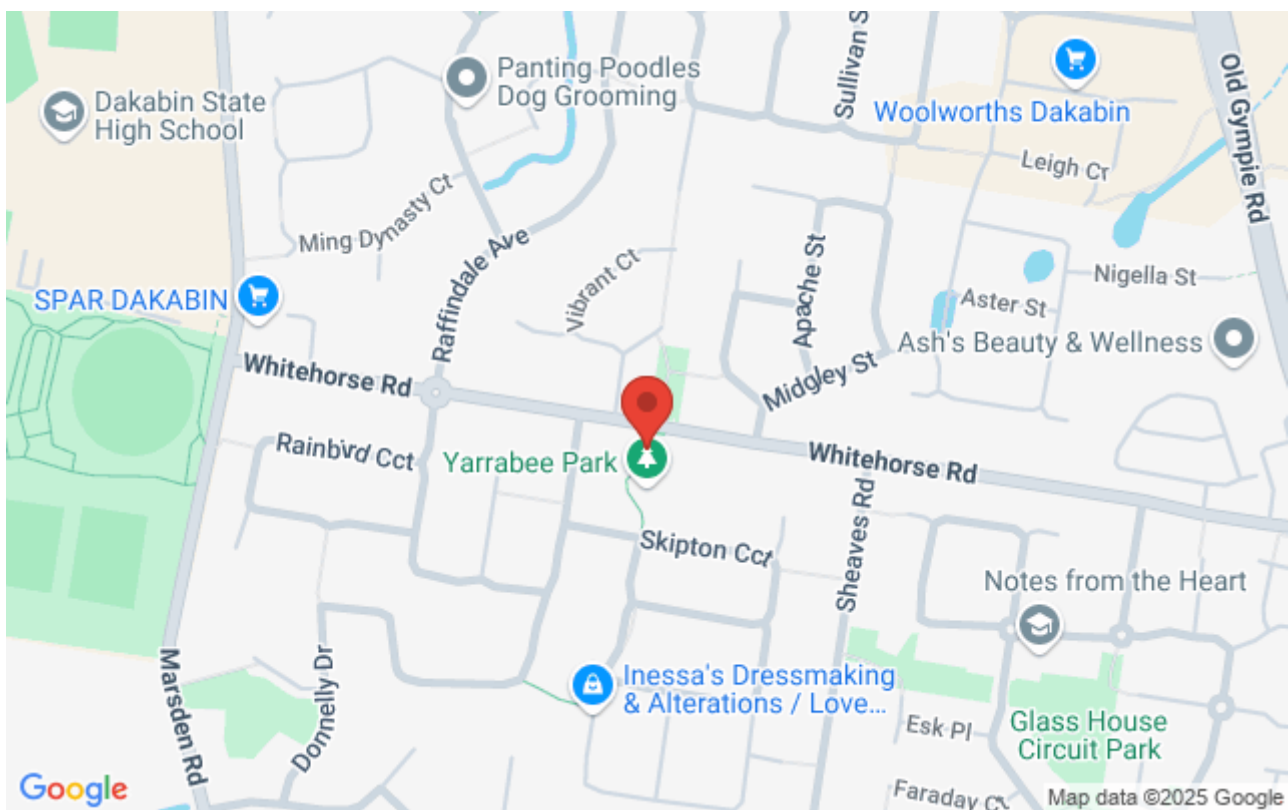 Sullivan S
Panting Poodles
Dog Grooming
Old Gympie Rd
Dakabin State
High School
Woolworths Dakabin
Leigh Cr
Ming Dynasty Ct
Raffindale Ave
Vibrant Ct
Apache St
Nigella St
SPAR DAKABIN
Aster St
Ash's Beauty & Wellness
Whitehorse Rd
Midgley St
Rainbird Cct
Yarrabee Park
Whitehorse Rd
Skipton Cct
Sheaves Rd
Notes from the Heart
Marsden Rd
Donnelly Dr
Inessa's Dressmaking
& Alterations / Love...
Esk Pl
Glass House
Circuit Park
Faraday Ct
Google
Map data ©2025 Google